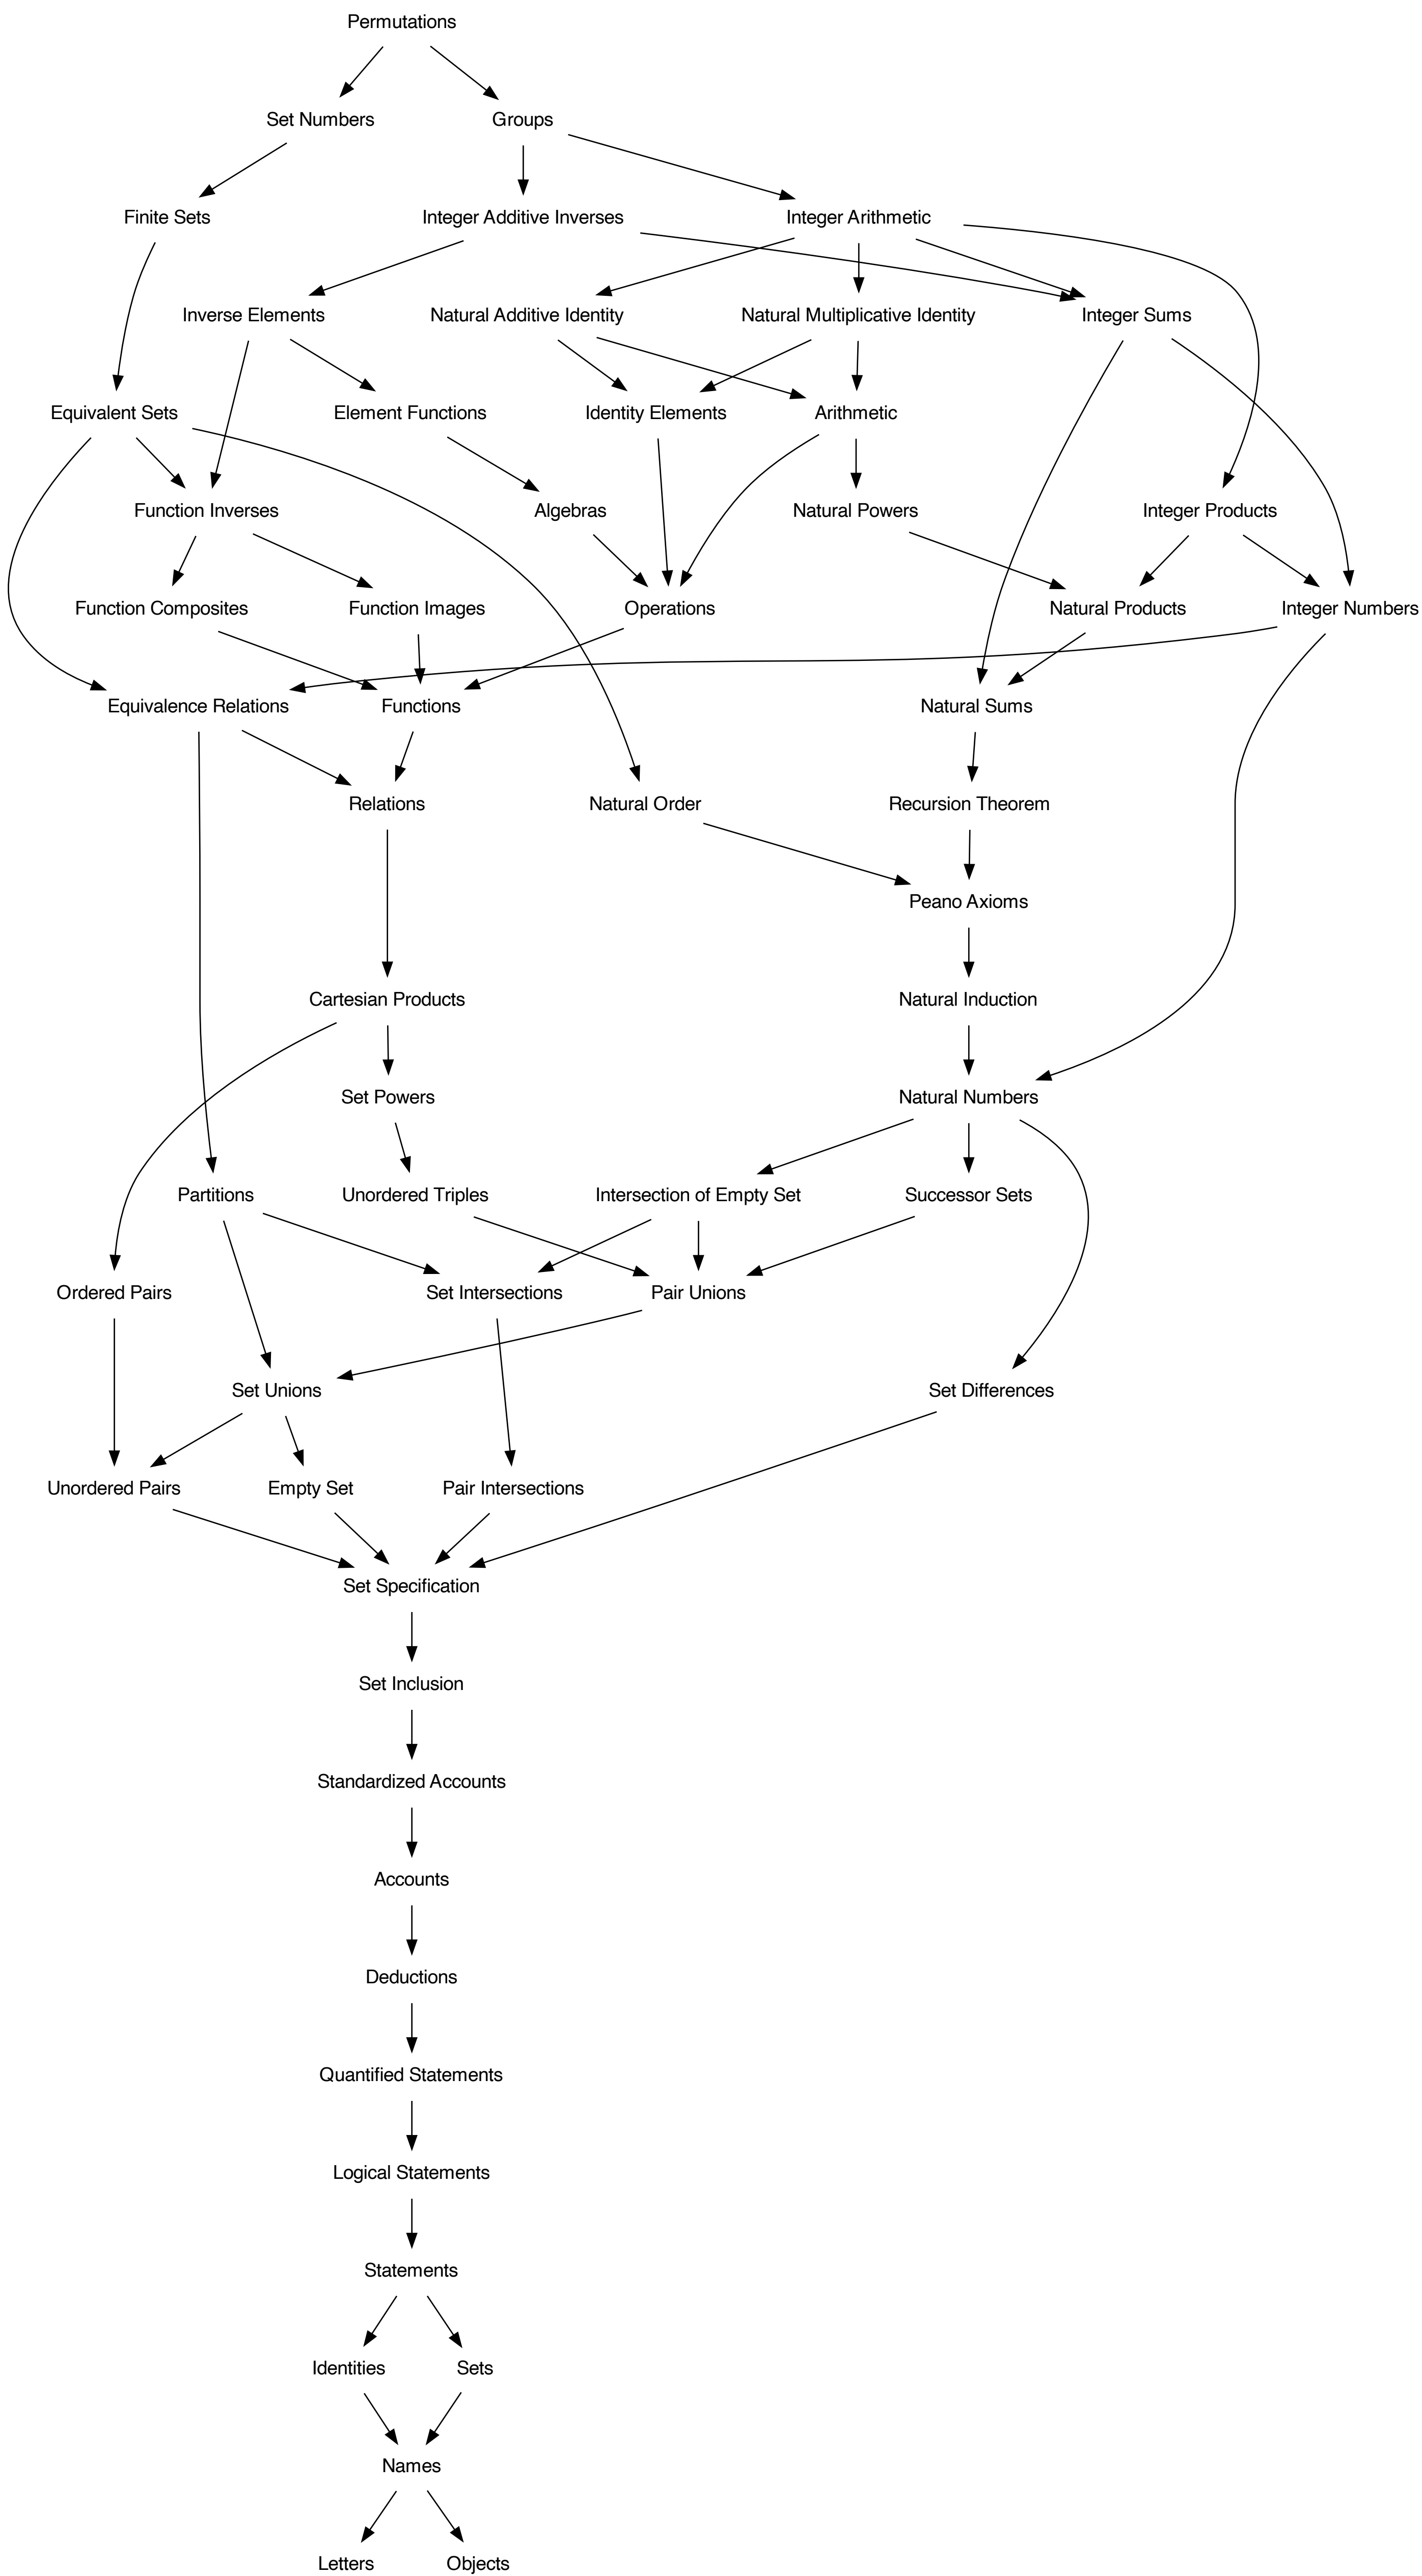 Permutations
Set Numbers
Groups
Finite Sets
Integer Additive Inverses
Integer Arithmetic
Inverse Elements
Natural Additive Identity
Natural Multiplicative Identity
Integer Sums
Equivalent Sets
Element Functions
Identity Elements
Arithmetic
Function Inverses
Algebras
Natural Powers
Integer Products
Function Composites
Function Images
Operations
Natural Products
Integer Numbers
Equivalence Relations
Functions
Natural Sums
Relations
Natural Order
Recursion Theorem
Peano Axioms
Cartesian Products
Natural Induction
Set Powers
Natural Numbers
Partitions
Unordered Triples
Intersection of Empty Set
Successor Sets
Ordered Pairs
Set Intersections
Pair Unions
Set Unions
Set Differences
Unordered Pairs
Empty Set
Pair Intersections
Set Specification
Set Inclusion
Standardized Accounts
Accounts
Deductions
Quantified Statements
Logical Statements
Statements
Identities
Sets
Names
Letters
Objects